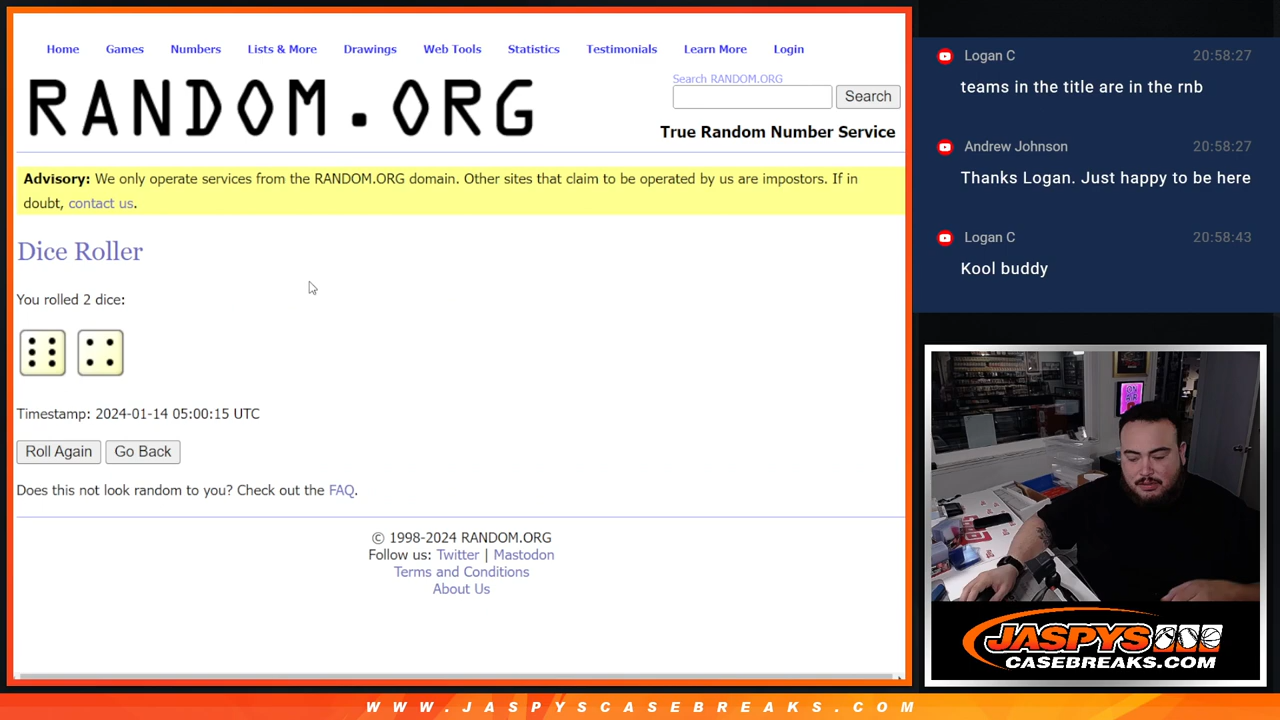 Home Games Numbers Lists & More Drawings Web Tools Statistics Testimonials Learn More Login
RANDOM.ORG
Search RANDOM.ORG
Search
True Random Number Service
Advisory: We only operate services from the RANDOM.ORG domain. Other sites that claim to be operated by us are impostors. If in
doubt, contact us.
Dice Roller
You rolled 2 dice:
Timestamp: 2024-01-14 05:00:15 UTC
Roll Again Go Back
Does this not look random to you? Check out the FAQ.
© 1998-2024 RANDOM.ORG
Follow us: Twitter | Mastodon
Terms and Conditions
About Us
Logan C 20:58:27
teams in the title are in the rnb
Andrew Johnson 20:58:27
Thanks Logan. Just happy to be here
Logan C 20:58:43
Kool buddy
ON AIR
JASPYS
CASEBREAKS.COM
WWW.JASPYSCASEBREAKS.COM